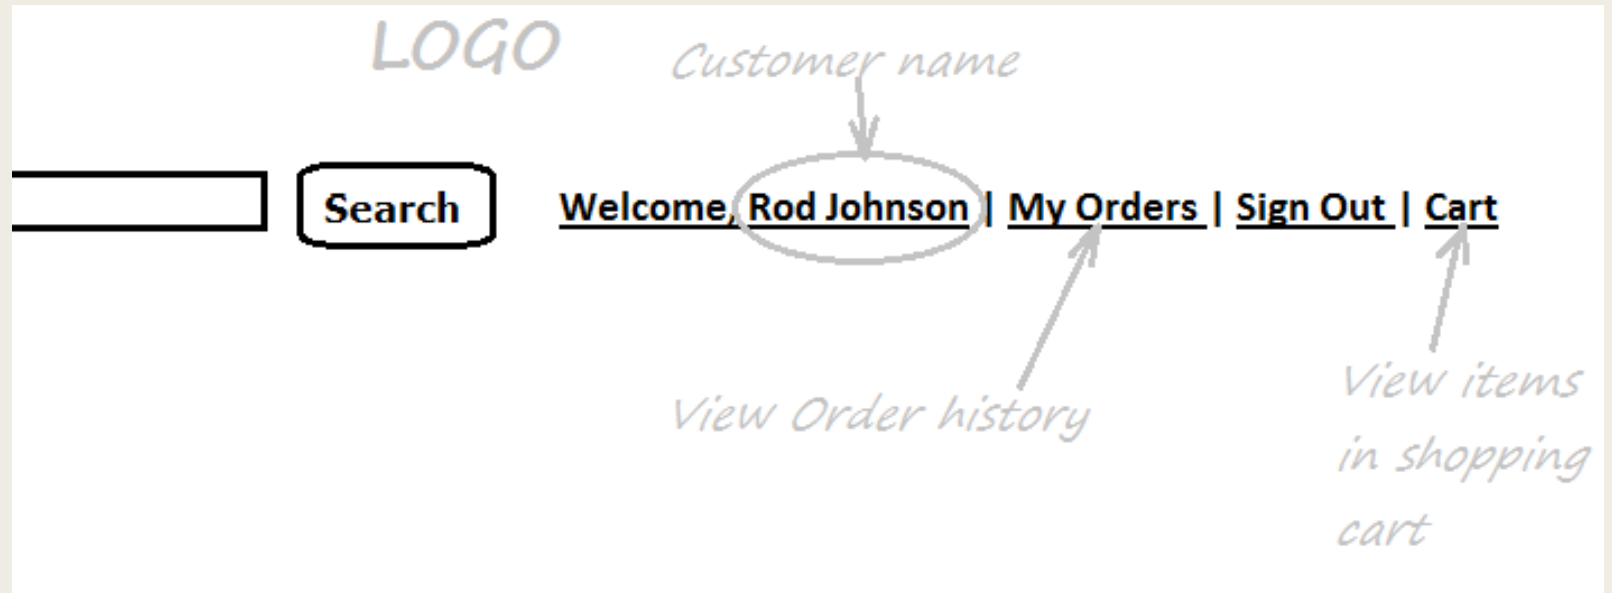 LOGO
Customer name
Search
Welcome, Rod Johnson | My Orders | Sign Out | Cart
View Order history
View items
in shopping
cart